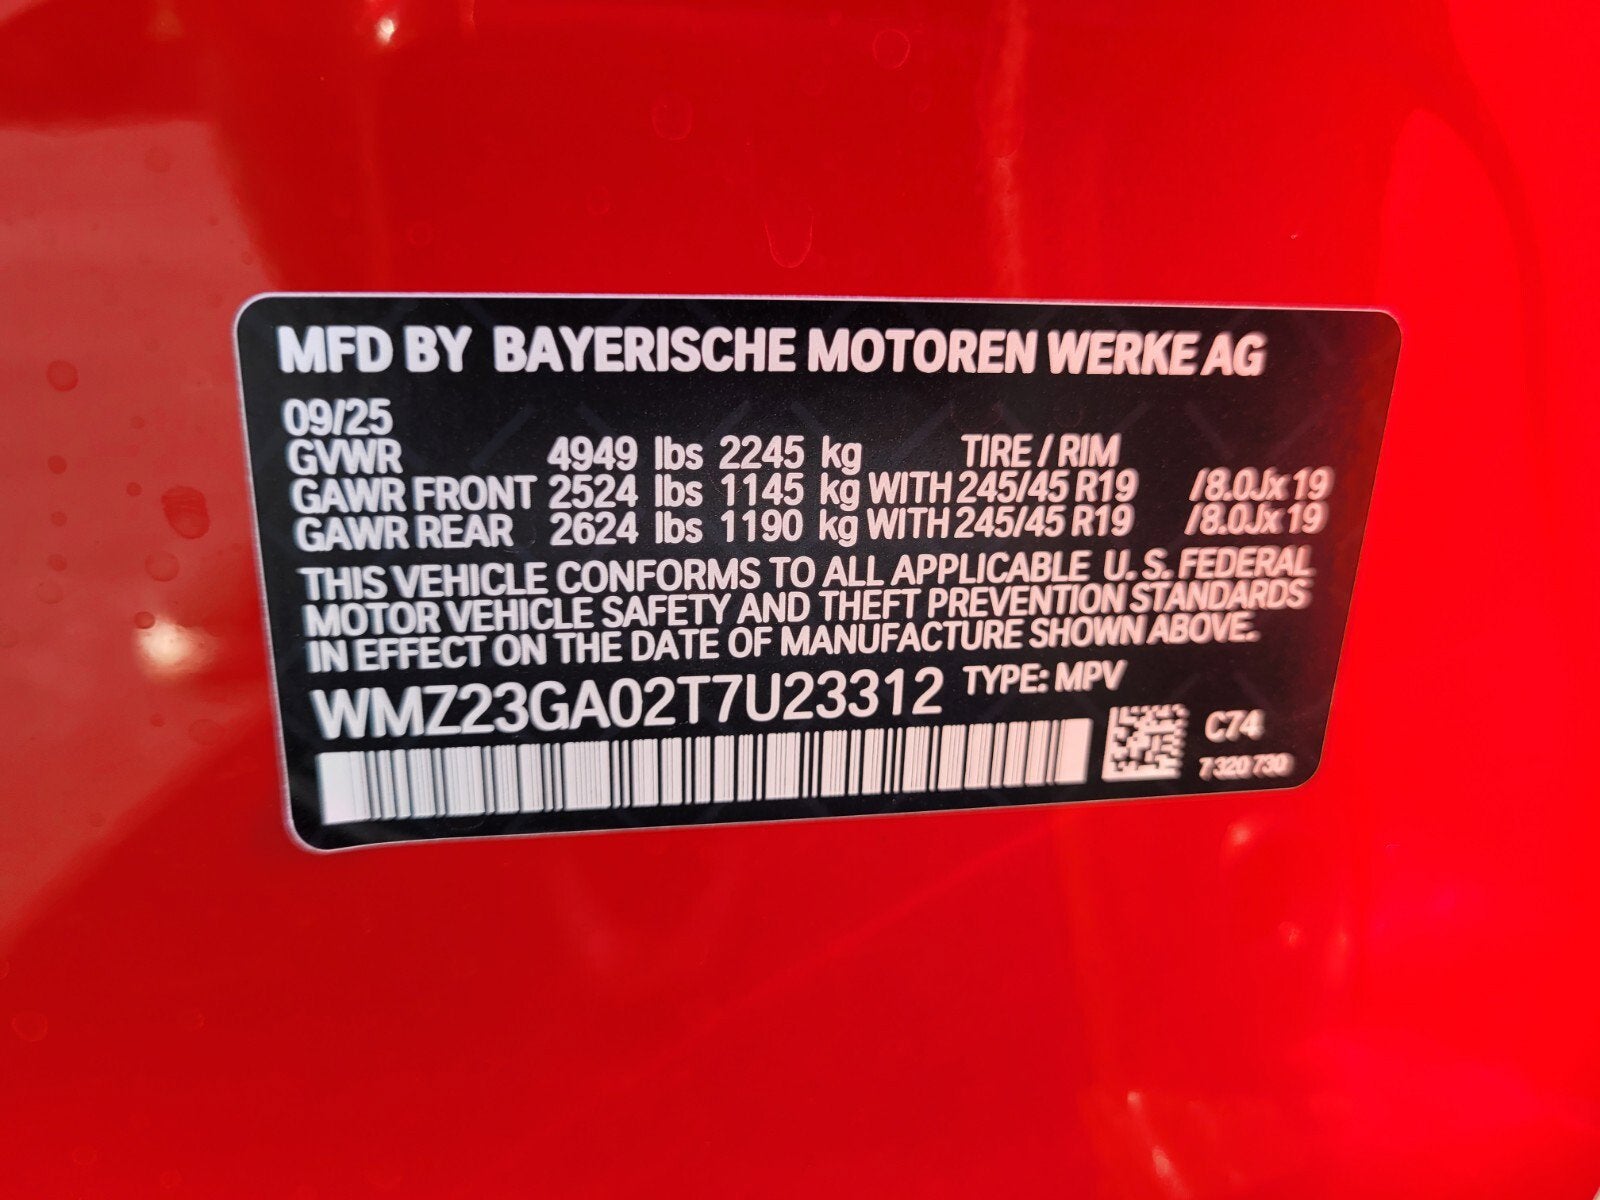 MFD BY BAYERISCHE MOTOREN WERKE AG
09/25
GVWR 4949 lbs 2245 kg TIRE / RIM
GAWR FRONT 2524 lbs 1145 kg WITH 245/45 R19 /8.0Jx19
GAWR REAR 2624 lbs 1190 kg WITH 245/45 R19 /8.0Jx19
THIS VEHICLE CONFORMS TO ALL APPLICABLE U. S. FEDERAL
MOTOR VEHICLE SAFETY AND THEFT PREVENTION STANDARDS
IN EFFECT ON THE DATE OF MANUFACTURE SHOWN ABOVE.
WMZ23GA02T7U23312 TYPE: MPV
C74
7 320 730